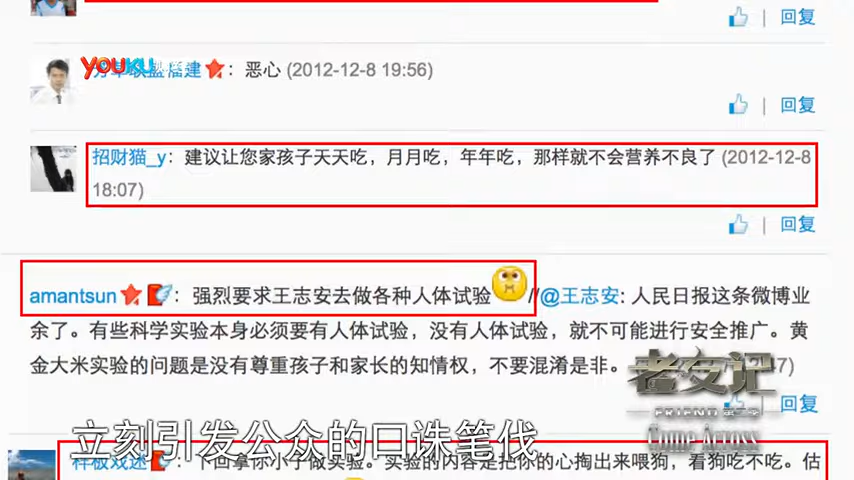 回复
YOUKU
建
：恶心 (2012-12-8 19:56)
回复
招财猫_y：建议让您家孩子天天吃，月月吃，年年吃，那样就不会营养不良了 (2012-12-8
18:07)
回复
amantsun：强烈要求王志安去做各种人体试验//@王志安: 人民日报这条微博业
余了。有些科学实验本身必须要有人体试验，没有人体试验，就不可能进行安全推广。黄
金大米实验的问题是没有尊重孩子和家长的知情权，不要混淆是非。
老友记
FRIEND
Come Across
回复
立刻引发公众的口诛笔伐
样板戏迷：下回拿你小子做实验。实验的内容是把你的心掏出来喂狗，看狗吃不吃。估